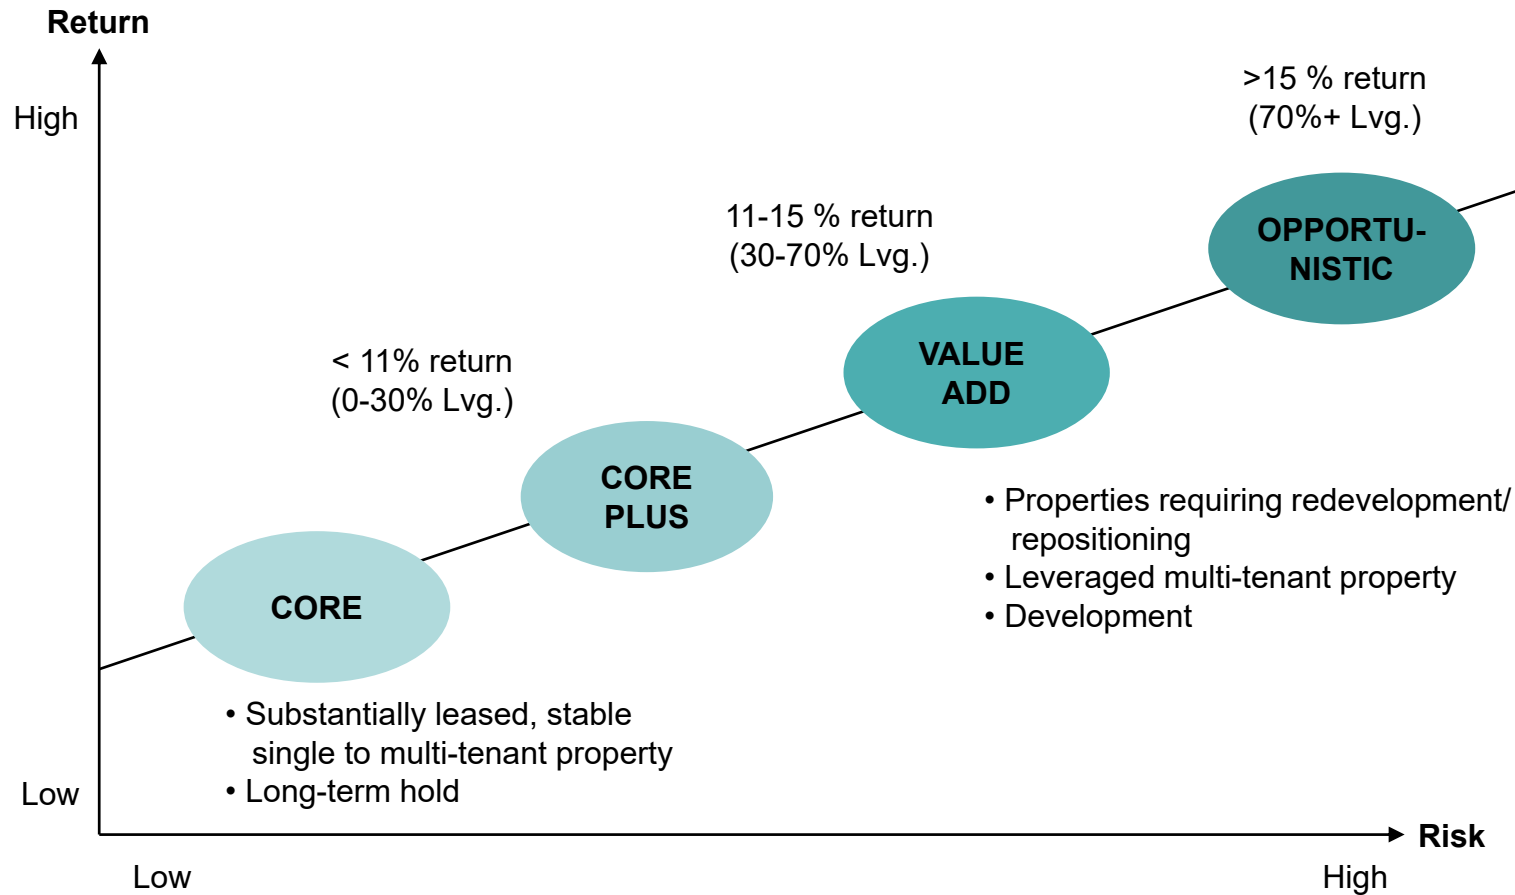 Return
High
>15 % return
(70%+ Lvg.)
OPPORTU-
NISTIC
11-15 % return
(30-70% Lvg.)
VALUE
ADD
< 11% return
(0-30% Lvg.)
CORE
PLUS
• Properties requiring redevelopment/
repositioning
• Leveraged multi-tenant property
• Development
CORE
• Substantially leased, stable
single to multi-tenant property
• Long-term hold
Low
Risk
Low
High